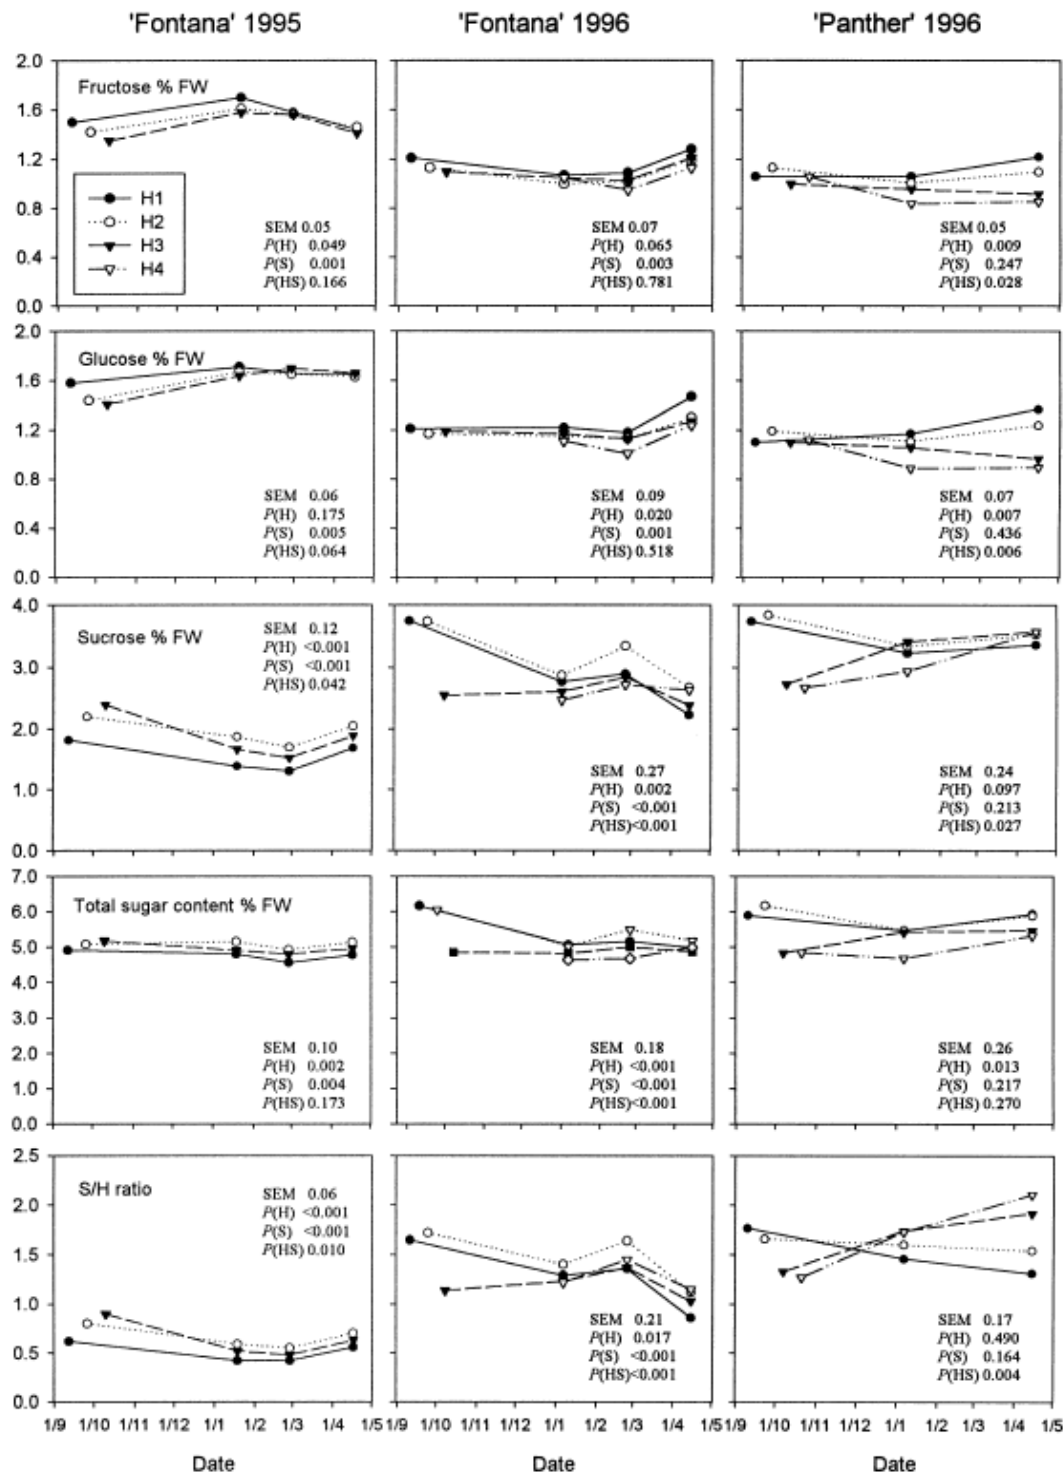 'Fontana' 1995
'Fontana' 1996
'Panther' 1996
2.0
1.6
1.2
0.8
0.4
0.0
Fructose % FW
H1
H2
H3
H4
SEM 0.05
P(H) 0.049
P(S) 0.001
P(HS) 0.166
SEM 0.07
P(H) 0.065
P(S) 0.003
P(HS) 0.781
SEM 0.05
P(H) 0.009
P(S) 0.247
P(HS) 0.028
2.0
1.6
1.2
0.8
0.4
0.0
Glucose % FW
SEM 0.06
P(H) 0.175
P(S) 0.005
P(HS) 0.064
SEM 0.09
P(H) 0.020
P(S) 0.001
P(HS) 0.518
SEM 0.07
P(H) 0.007
P(S) 0.436
P(HS) 0.006
4.0
3.0
2.0
1.0
0.0
Sucrose % FW
SEM 0.12
P(H) <0.001
P(S) <0.001
P(HS) 0.042
SEM 0.27
P(H) 0.002
P(S) <0.001
P(HS)<0.001
SEM 0.24
P(H) 0.097
P(S) 0.213
P(HS) 0.027
7.0
6.0
5.0
4.0
3.0
2.0
1.0
0.0
Total sugar content % FW
SEM 0.10
P(H) 0.002
P(S) 0.004
P(HS) 0.173
SEM 0.18
P(H) <0.001
P(S) <0.001
P(HS)<0.001
SEM 0.26
P(H) 0.013
P(S) 0.217
P(HS) 0.270
2.5
2.0
1.5
1.0
0.5
0.0
S/H ratio
SEM 0.06
P(H) <0.001
P(S) <0.001
P(HS) 0.010
SEM 0.21
P(H) 0.017
P(S) <0.001
P(HS)<0.001
SEM 0.17
P(H) 0.490
P(S) 0.164
P(HS) 0.004
1/9 1/10 1/11 1/12 1/1 1/2 1/3 1/4 1/5
1/9 1/10 1/11 1/12 1/1 1/2 1/3 1/4 1/5
1/9 1/10 1/11 1/12 1/1 1/2 1/3 1/4 1/5
Date
Date
Date